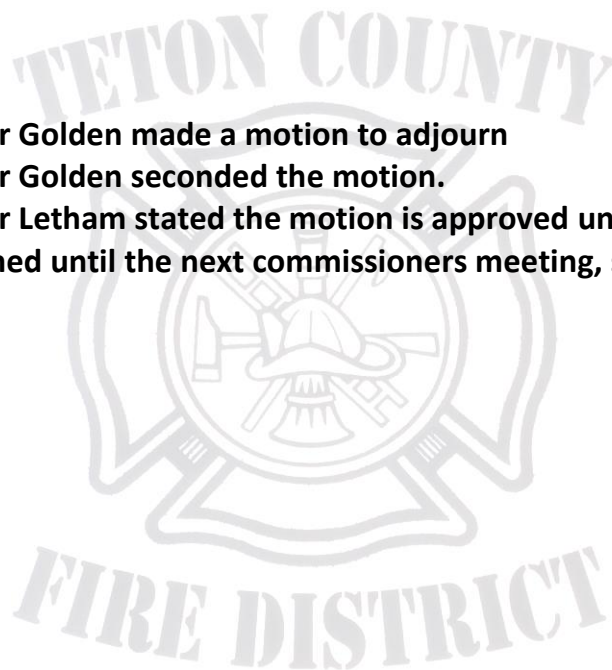 TETON COUNTY
r Golden made a motion to adjourn
r Golden seconded the motion.
r Letham stated the motion is approved un
ned until the next commissioners meeting,
FIRE DISTRICT